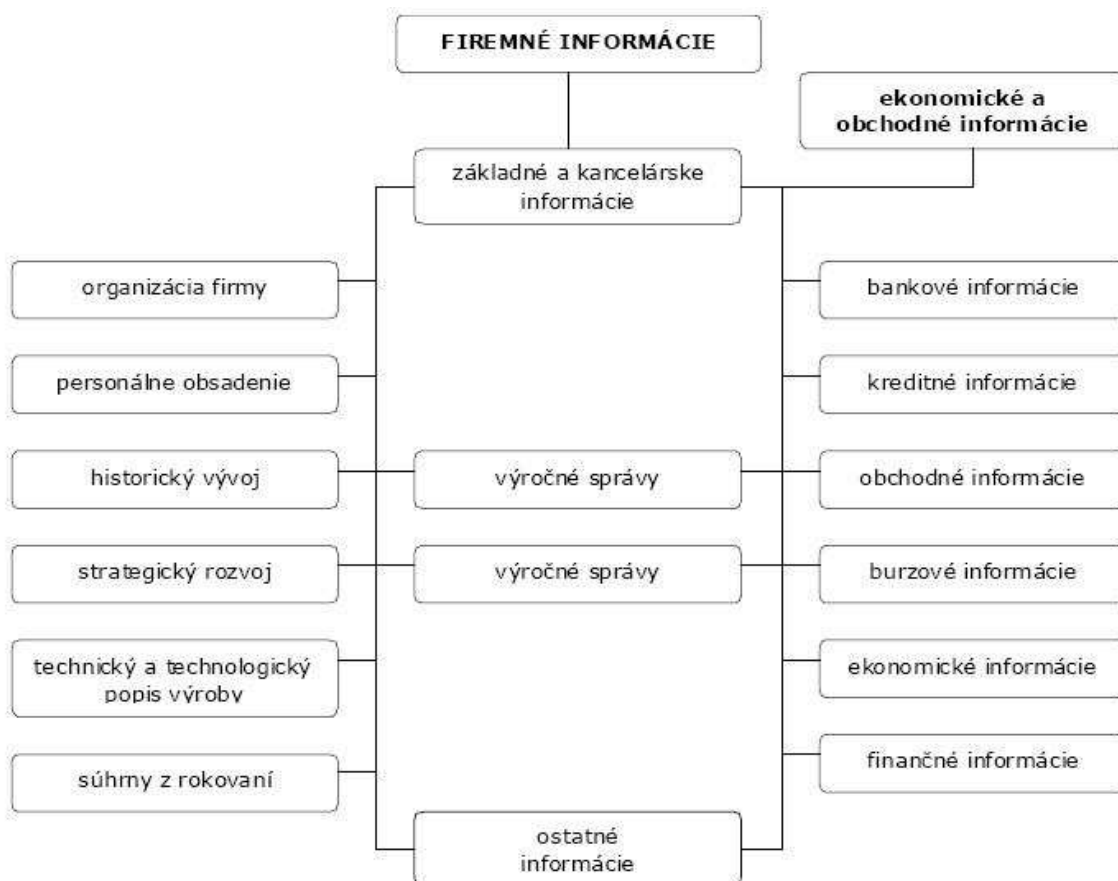 FIREMNÉ INFORMÁCIE
ekonomické a
obchodné informácie
základné a kancelárske
informácie
organizácia firmy
bankové informácie
personálne obsadenie
kreditné informácie
historický vývoj
výročné správy
obchodné informácie
strategický rozvoj
výročné správy
burzové informácie
technický a technologický
popis výroby
ekonomické informácie
súhrny z rokovaní
finančné informácie
ostatné
informácie